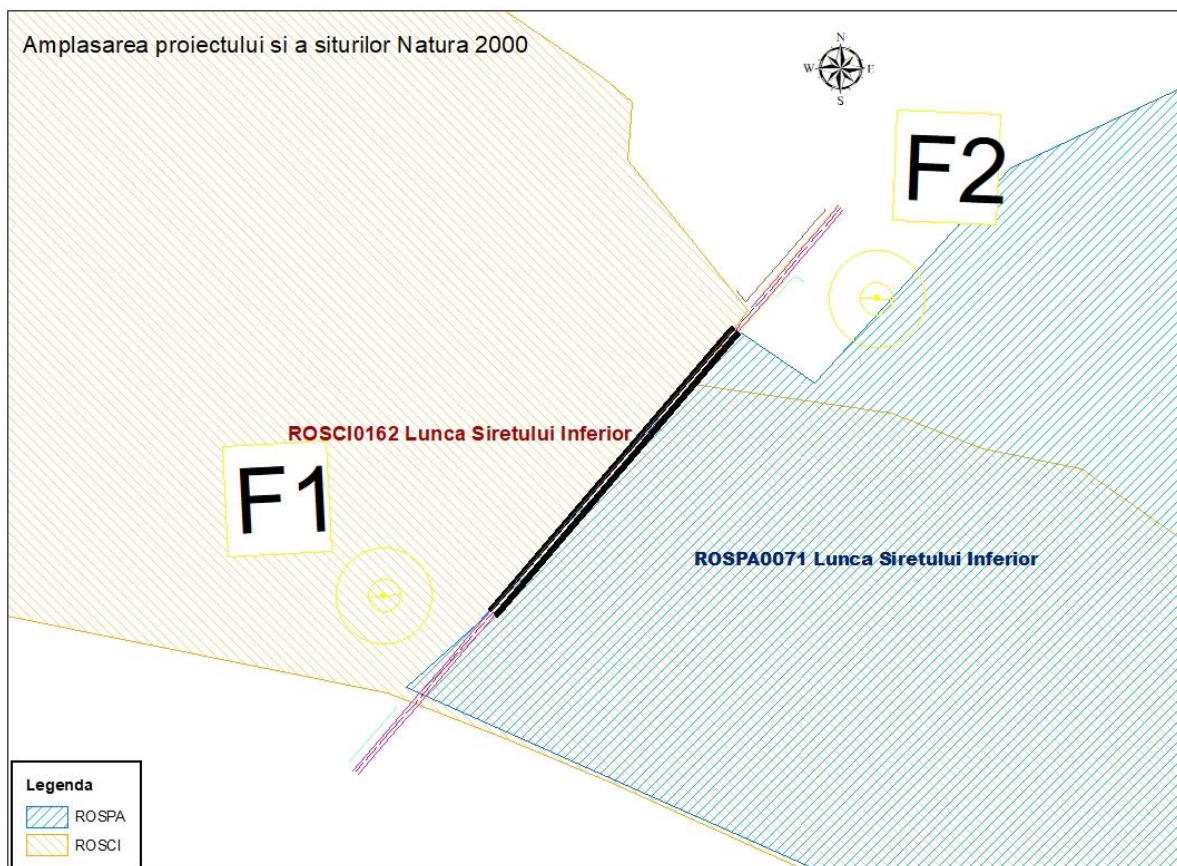 Amplasarea proiectului si a siturilor Natura 2000
N
W E
S
F2
ROSCI0162 Lunca Siretului Inferior
F1
ROSPA0071 Lunca Siretului Inferior
Legenda
ROSPA
ROSCI